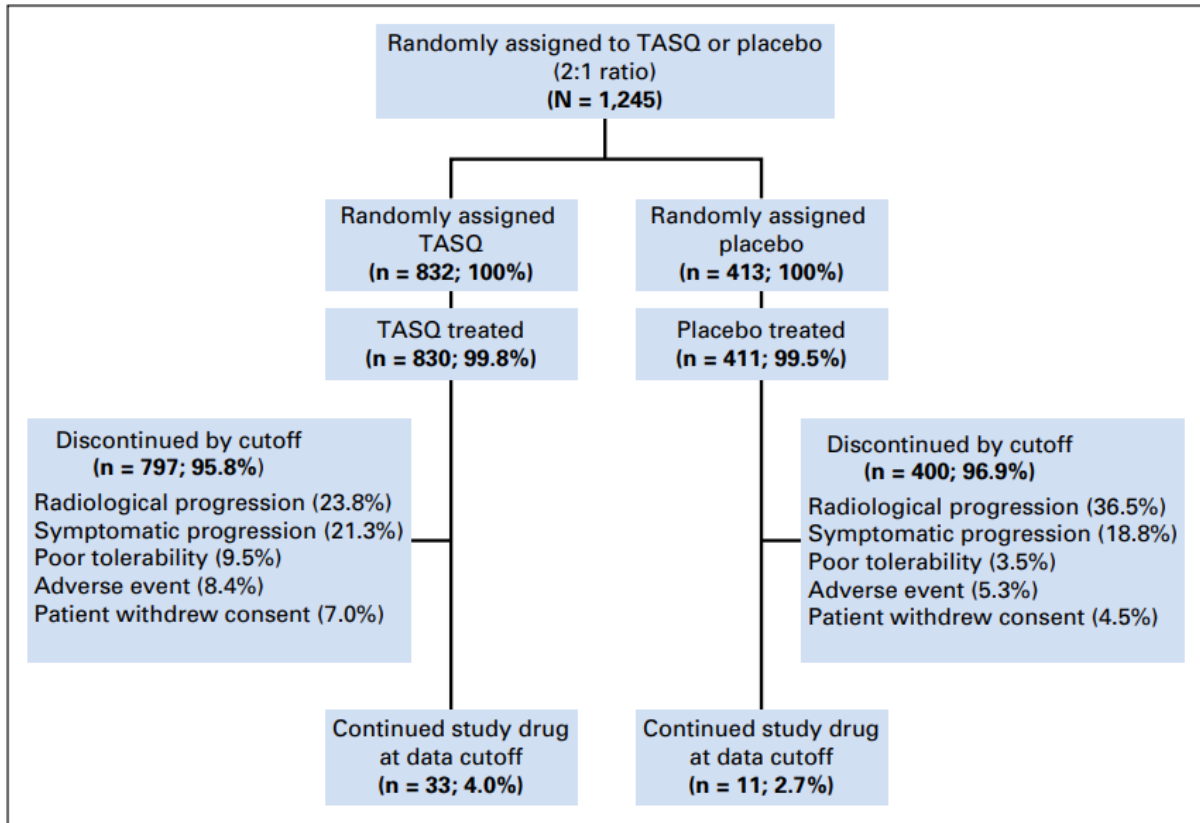 Randomly assigned to TASQ or placebo
(2:1 ratio)
(N = 1,245)
Randomly assigned
TASQ
(n = 832; 100%)
Randomly assigned
placebo
(n = 413; 100%)
TASQ treated
(n = 830; 99.8%)
Placebo treated
(n = 411; 99.5%)
Discontinued by cutoff
(n = 797; 95.8%)
Radiological progression (23.8%)
Symptomatic progression (21.3%)
Poor tolerability (9.5%)
Adverse event (8.4%)
Patient withdrew consent (7.0%)
Discontinued by cutoff
(n = 400; 96.9%)
Radiological progression (36.5%)
Symptomatic progression (18.8%)
Poor tolerability (3.5%)
Adverse event (5.3%)
Patient withdrew consent (4.5%)
Continued study drug
at data cutoff
(n = 33; 4.0%)
Continued study drug
at data cutoff
(n = 11; 2.7%)